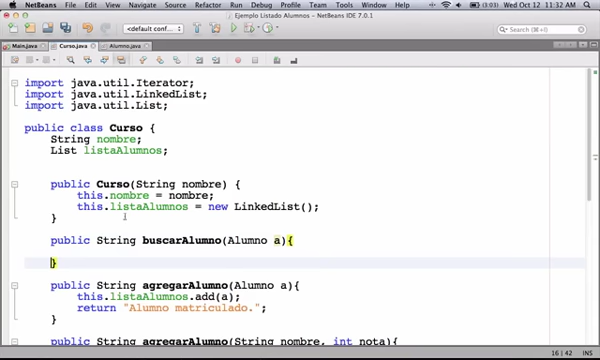 NetBeans File Edit View Navigate Source Refactor Run Debug Profile Team Tools Window Help (3:03) Wed Oct 12 11:32 AM
Ejemplo Listado Alumnos - NetBeans IDE 7.0.1
<default conf... Search (⌘+I)
Main.java Curso.java Alumno.java
import java.util.Iterator;
import java.util.LinkedList;
import java.util.List;
public class Curso {
String nombre;
List listaAlumnos;
public Curso(String nombre) {
this.nombre = nombre;
this.listaAlumnos = new LinkedList();
}
public String buscarAlumno(Alumno a){
}
public String agregarAlumno(Alumno a){
this.listaAlumnos.add(a);
return "Alumno matriculado.";
}
public String agregarAlumno(String nombre, int nota){
16 | 42 INS